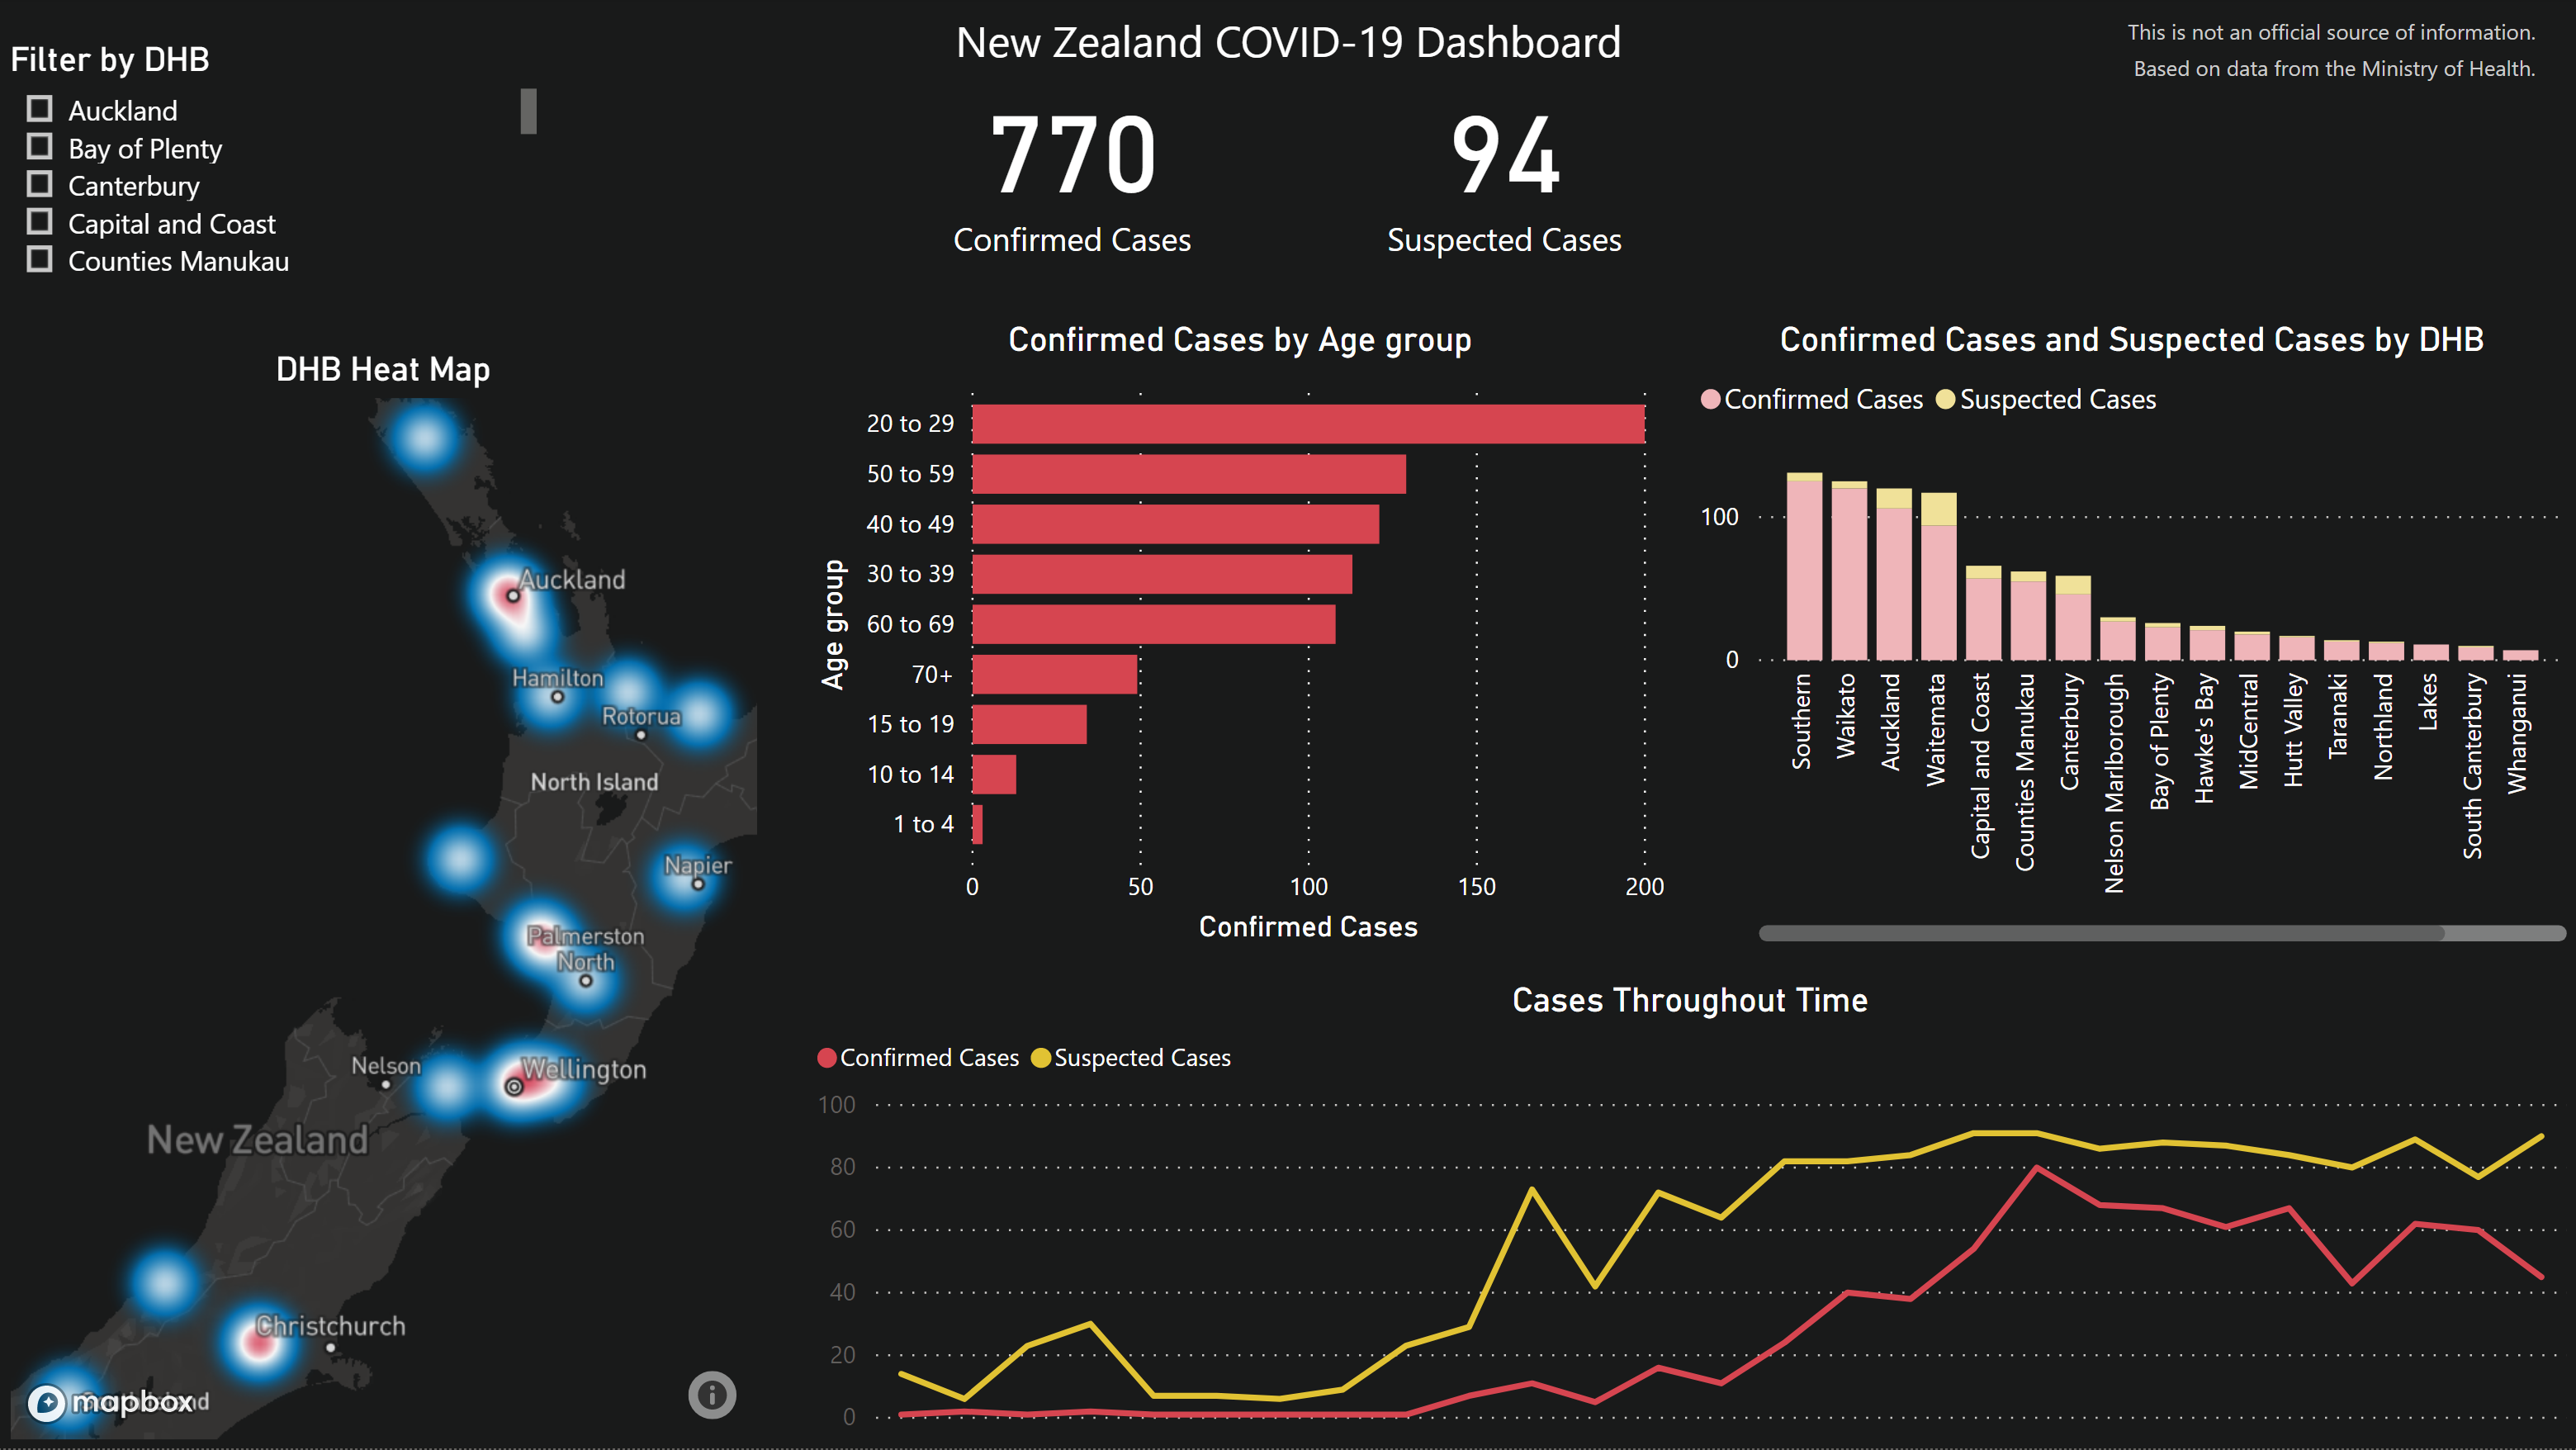 New Zealand COVID-19 Dashboard
This is not an official source of information.
Based on data from the Ministry of Health.
Filter by DHB
Auckland
Bay of Plenty
Canterbury
Capital and Coast
Counties Manukau
770
Confirmed Cases
94
Suspected Cases
DHB Heat Map
Auckland
Hamilton
Rotorua
North Island
Napier
Palmerston
North
Nelson
Wellington
New Zealand
Christchurch
mapbox
Confirmed Cases by Age group
Age group
20 to 29
50 to 59
40 to 49
30 to 39
60 to 69
70+
15 to 19
10 to 14
1 to 4
0 50 100 150 200
Confirmed Cases
Confirmed Cases and Suspected Cases by DHB
Confirmed Cases Suspected Cases
100
0
Southern
Waikato
Auckland
Waitemata
Capital and Coast
Counties Manukau
Canterbury
Nelson Marlborough
Bay of Plenty
Hawke's Bay
MidCentral
Hutt Valley
Taranaki
Northland
Lakes
South Canterbury
Whanganui
Cases Throughout Time
Confirmed Cases Suspected Cases
100
80
60
40
20
0